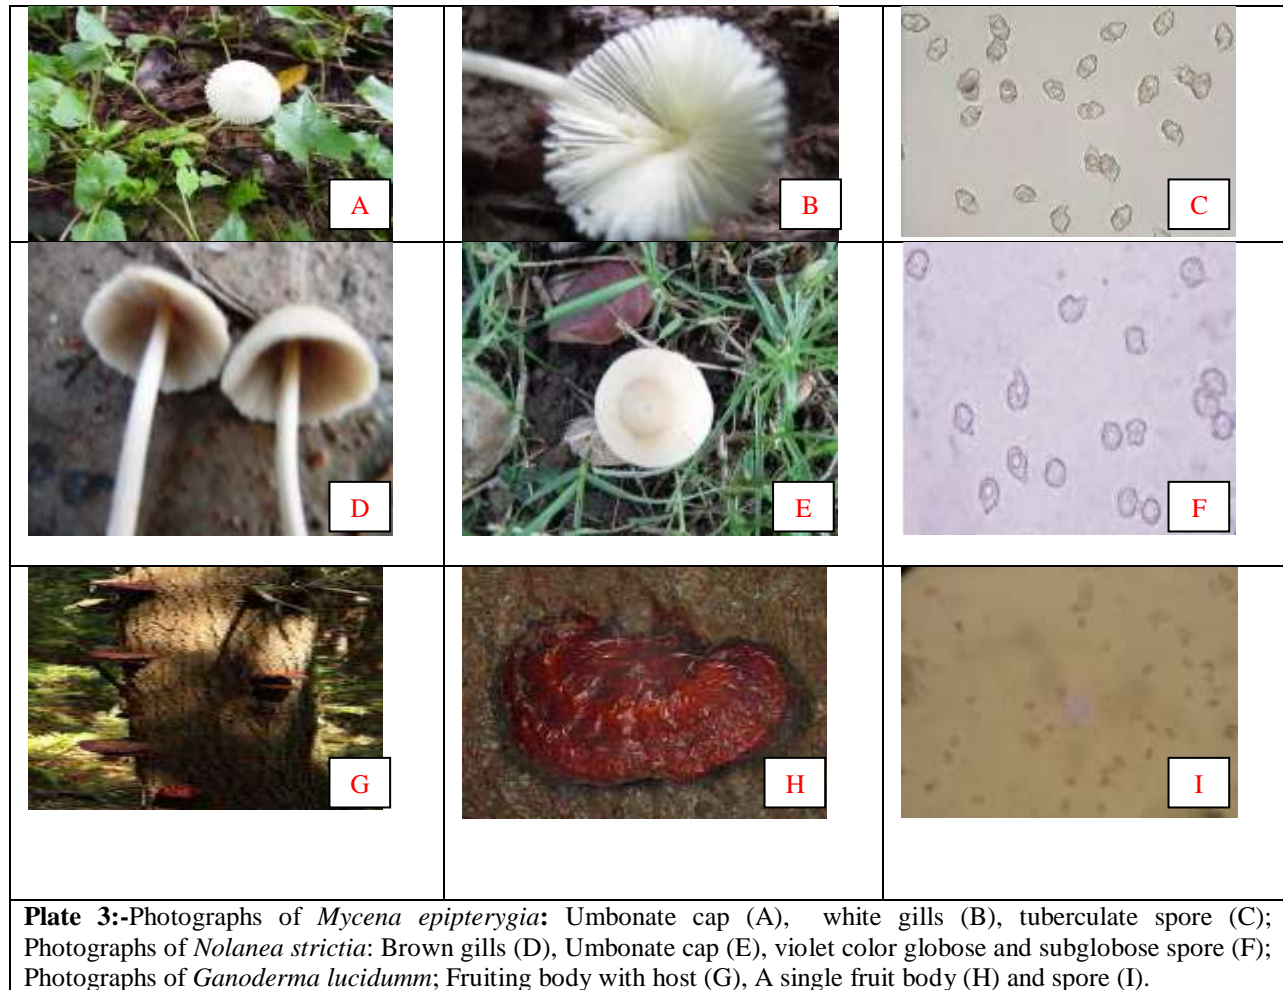 A
B
C
D
E
F
G
H
I
Plate 3:-Photographs of Mycena epipterygia: Umbonate cap (A), white gills (B), tuberculate spore (C);
Photographs of Nolanea strictia: Brown gills (D), Umbonate cap (E), violet color globose and subglobose spore (F);
Photographs of Ganoderma lucidumm; Fruiting body with host (G), A single fruit body (H) and spore (I).